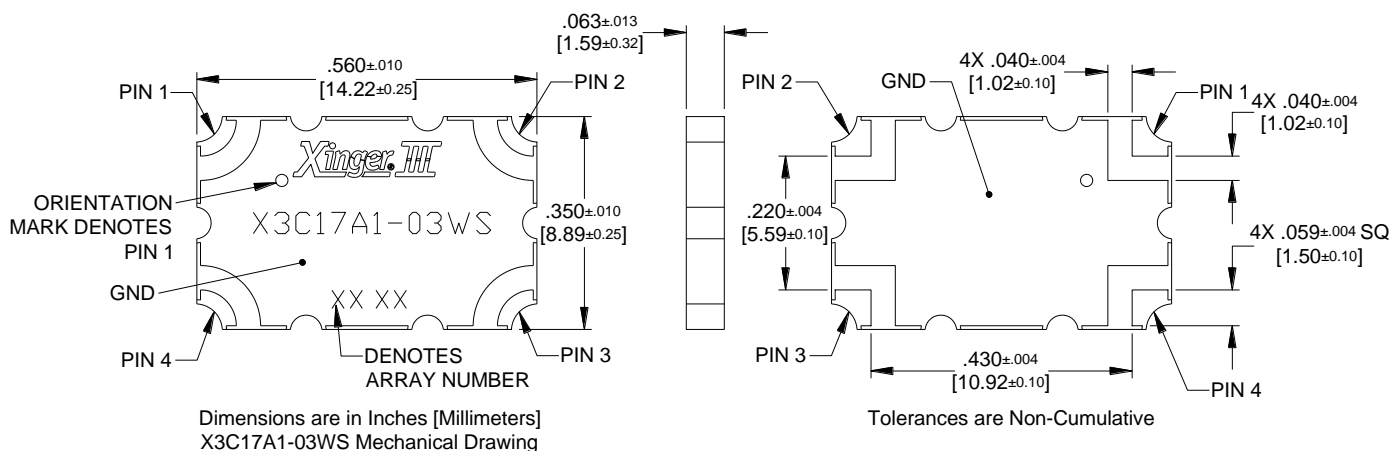 .560±.010
[14.22±0.25]
PIN 1
PIN 2
Xinger III
ORIENTATION
MARK DENOTES
PIN 1
X3C17A1-03WS
.350±.010
[8.89±0.25]
GND
XX XX
PIN 4
DENOTES
ARRAY NUMBER
PIN 3
Dimensions are in Inches [Millimeters]
X3C17A1-03WS Mechanical Drawing
.063±.013
[1.59±0.32]
PIN 2
GND
4X .040±.004
[1.02±0.10]
PIN 1
4X .040±.004
[1.02±0.10]
.220±.004
[5.59±0.10]
4X .059±.004 SQ
[1.50±0.10]
PIN 3
.430±.004
[10.92±0.10]
PIN 4
Tolerances are Non-Cumulative